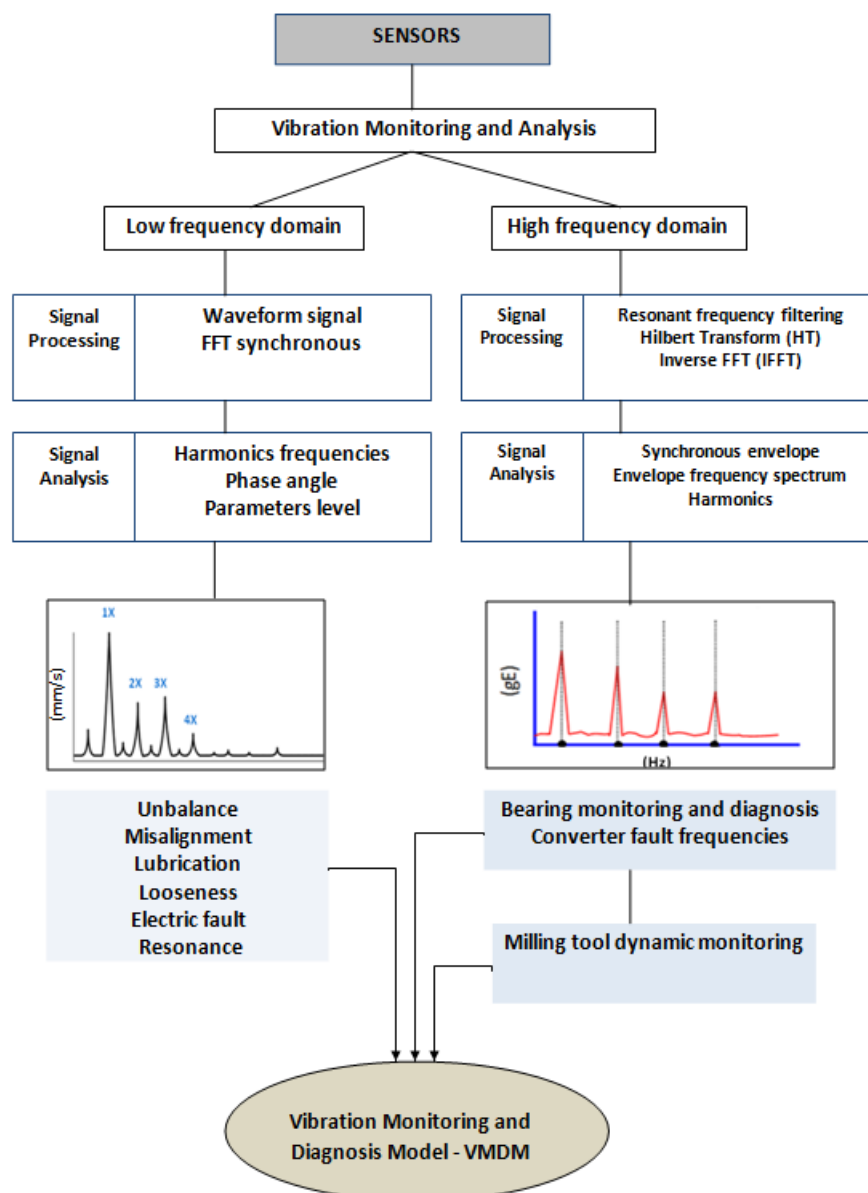 SENSORS
Vibration Monitoring and Analysis
Low frequency domain
High frequency domain
Signal
Processing
Waveform signal
FFT synchronous
Signal
Processing
Resonant frequency filtering
Hilbert Transform (HT)
Inverse FFT (IFFT)
Signal
Analysis
Harmonics frequencies
Phase angle
Parameters level
Signal
Analysis
Synchronous envelope
Envelope frequency spectrum
Harmonics
1X
2X
3X
4X
(mm/s)
(gE)
(Hz)
Unbalance
Misalignment
Lubrication
Looseness
Electric fault
Resonance
Bearing monitoring and diagnosis
Converter fault frequencies
Milling tool dynamic monitoring
Vibration Monitoring and
Diagnosis Model - VMDM